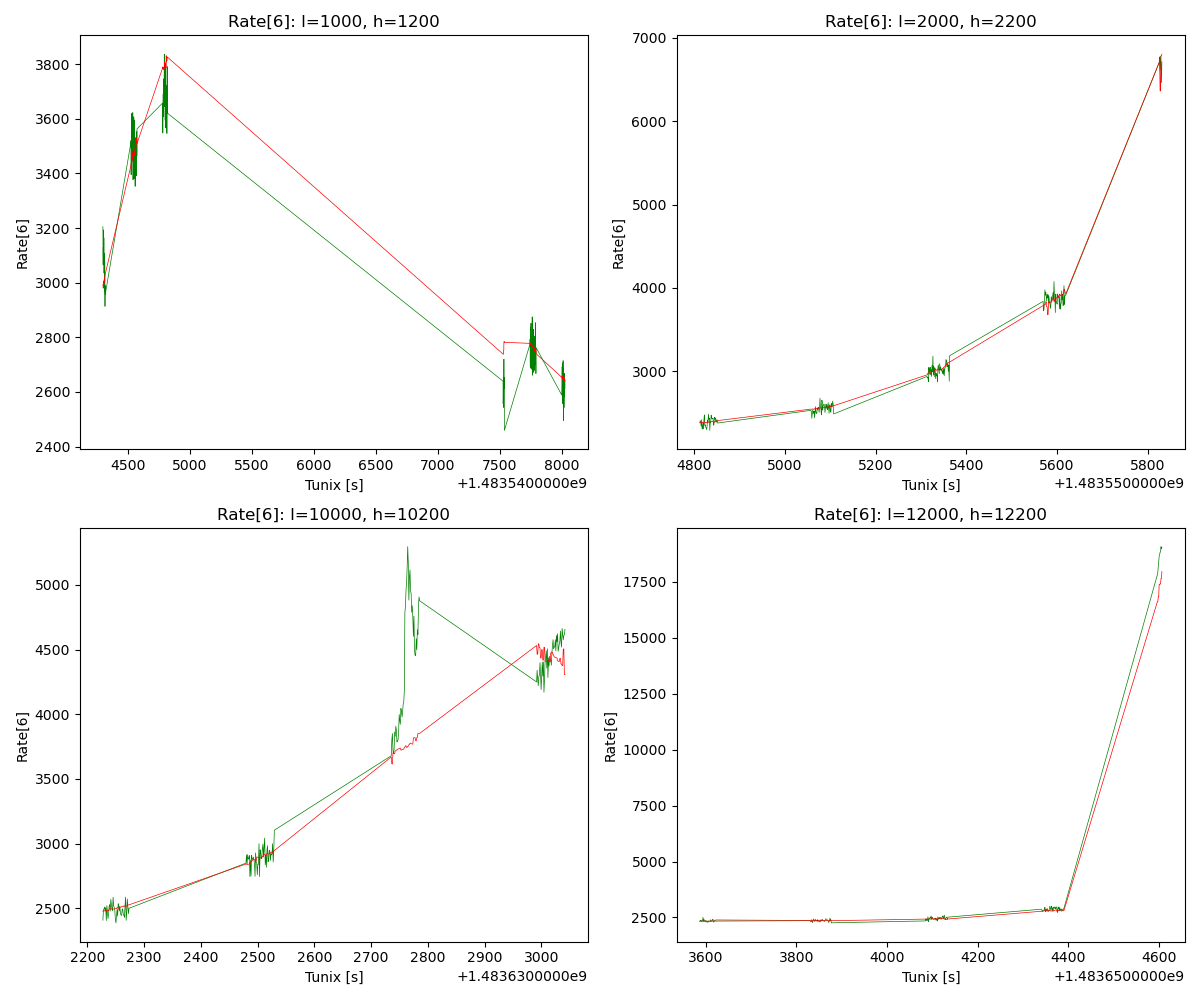 Rate[6]: l=1000, h=1200
Rate[6]
3800
3600
3400
3200
3000
2800
2600
2400
4500 5000 5500 6000 6500 7000 7500 8000
Tunix [s]
+1.4835400000e9
Rate[6]: l=2000, h=2200
Rate[6]
7000
6000
5000
4000
3000
4800 5000 5200 5400 5600 5800
Tunix [s]
+1.4835500000e9
Rate[6]: l=10000, h=10200
Rate[6]
5000
4500
4000
3500
3000
2500
2200 2300 2400 2500 2600 2700 2800 2900 3000
Tunix [s]
+1.4836300000e9
Rate[6]: l=12000, h=12200
Rate[6]
17500
15000
12500
10000
7500
5000
2500
3600 3800 4000 4200 4400 4600
Tunix [s]
+1.4836500000e9